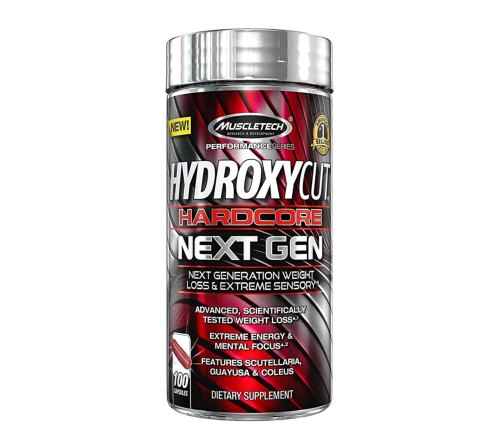 MUSCLETECH
RESEARCH & DEVELOPMENT
NEW!
PERFORMANCE SERIES
HYDROXYCUT
HARDCORE
NEXT GEN
NEXT GENERATION WEIGHT
LOSS & EXTREME SENSORY
ADVANCED, SCIENTIFICALLY
TESTED WEIGHT LOSS
EXTREME ENERGY &
MENTAL FOCUS
FEATURES SCUTELLARIA,
GUAYUSA & COLEUS
100
CAPSULES
DIETARY SUPPLEMENT